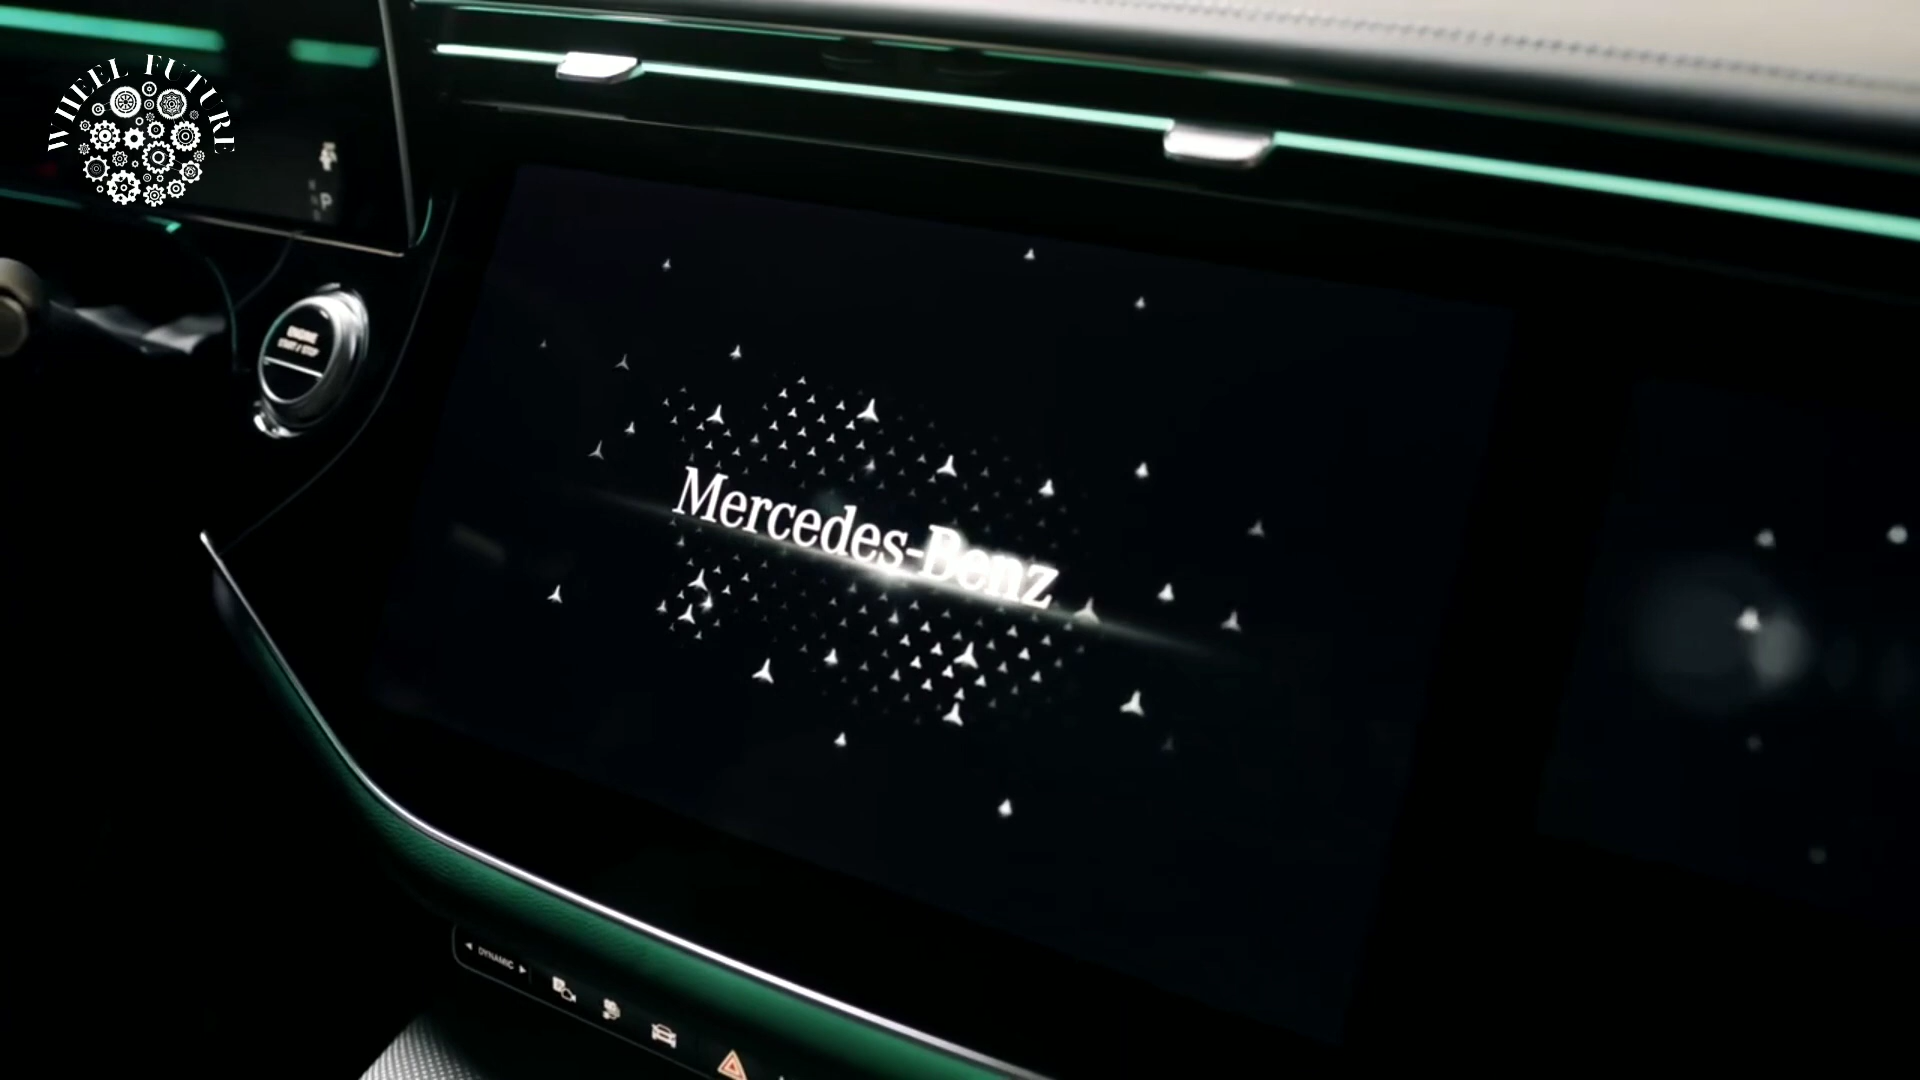 WHEEL FUTURE
P
ENGINE
START / STOP
Mercedes-Benz
DYNAMIC